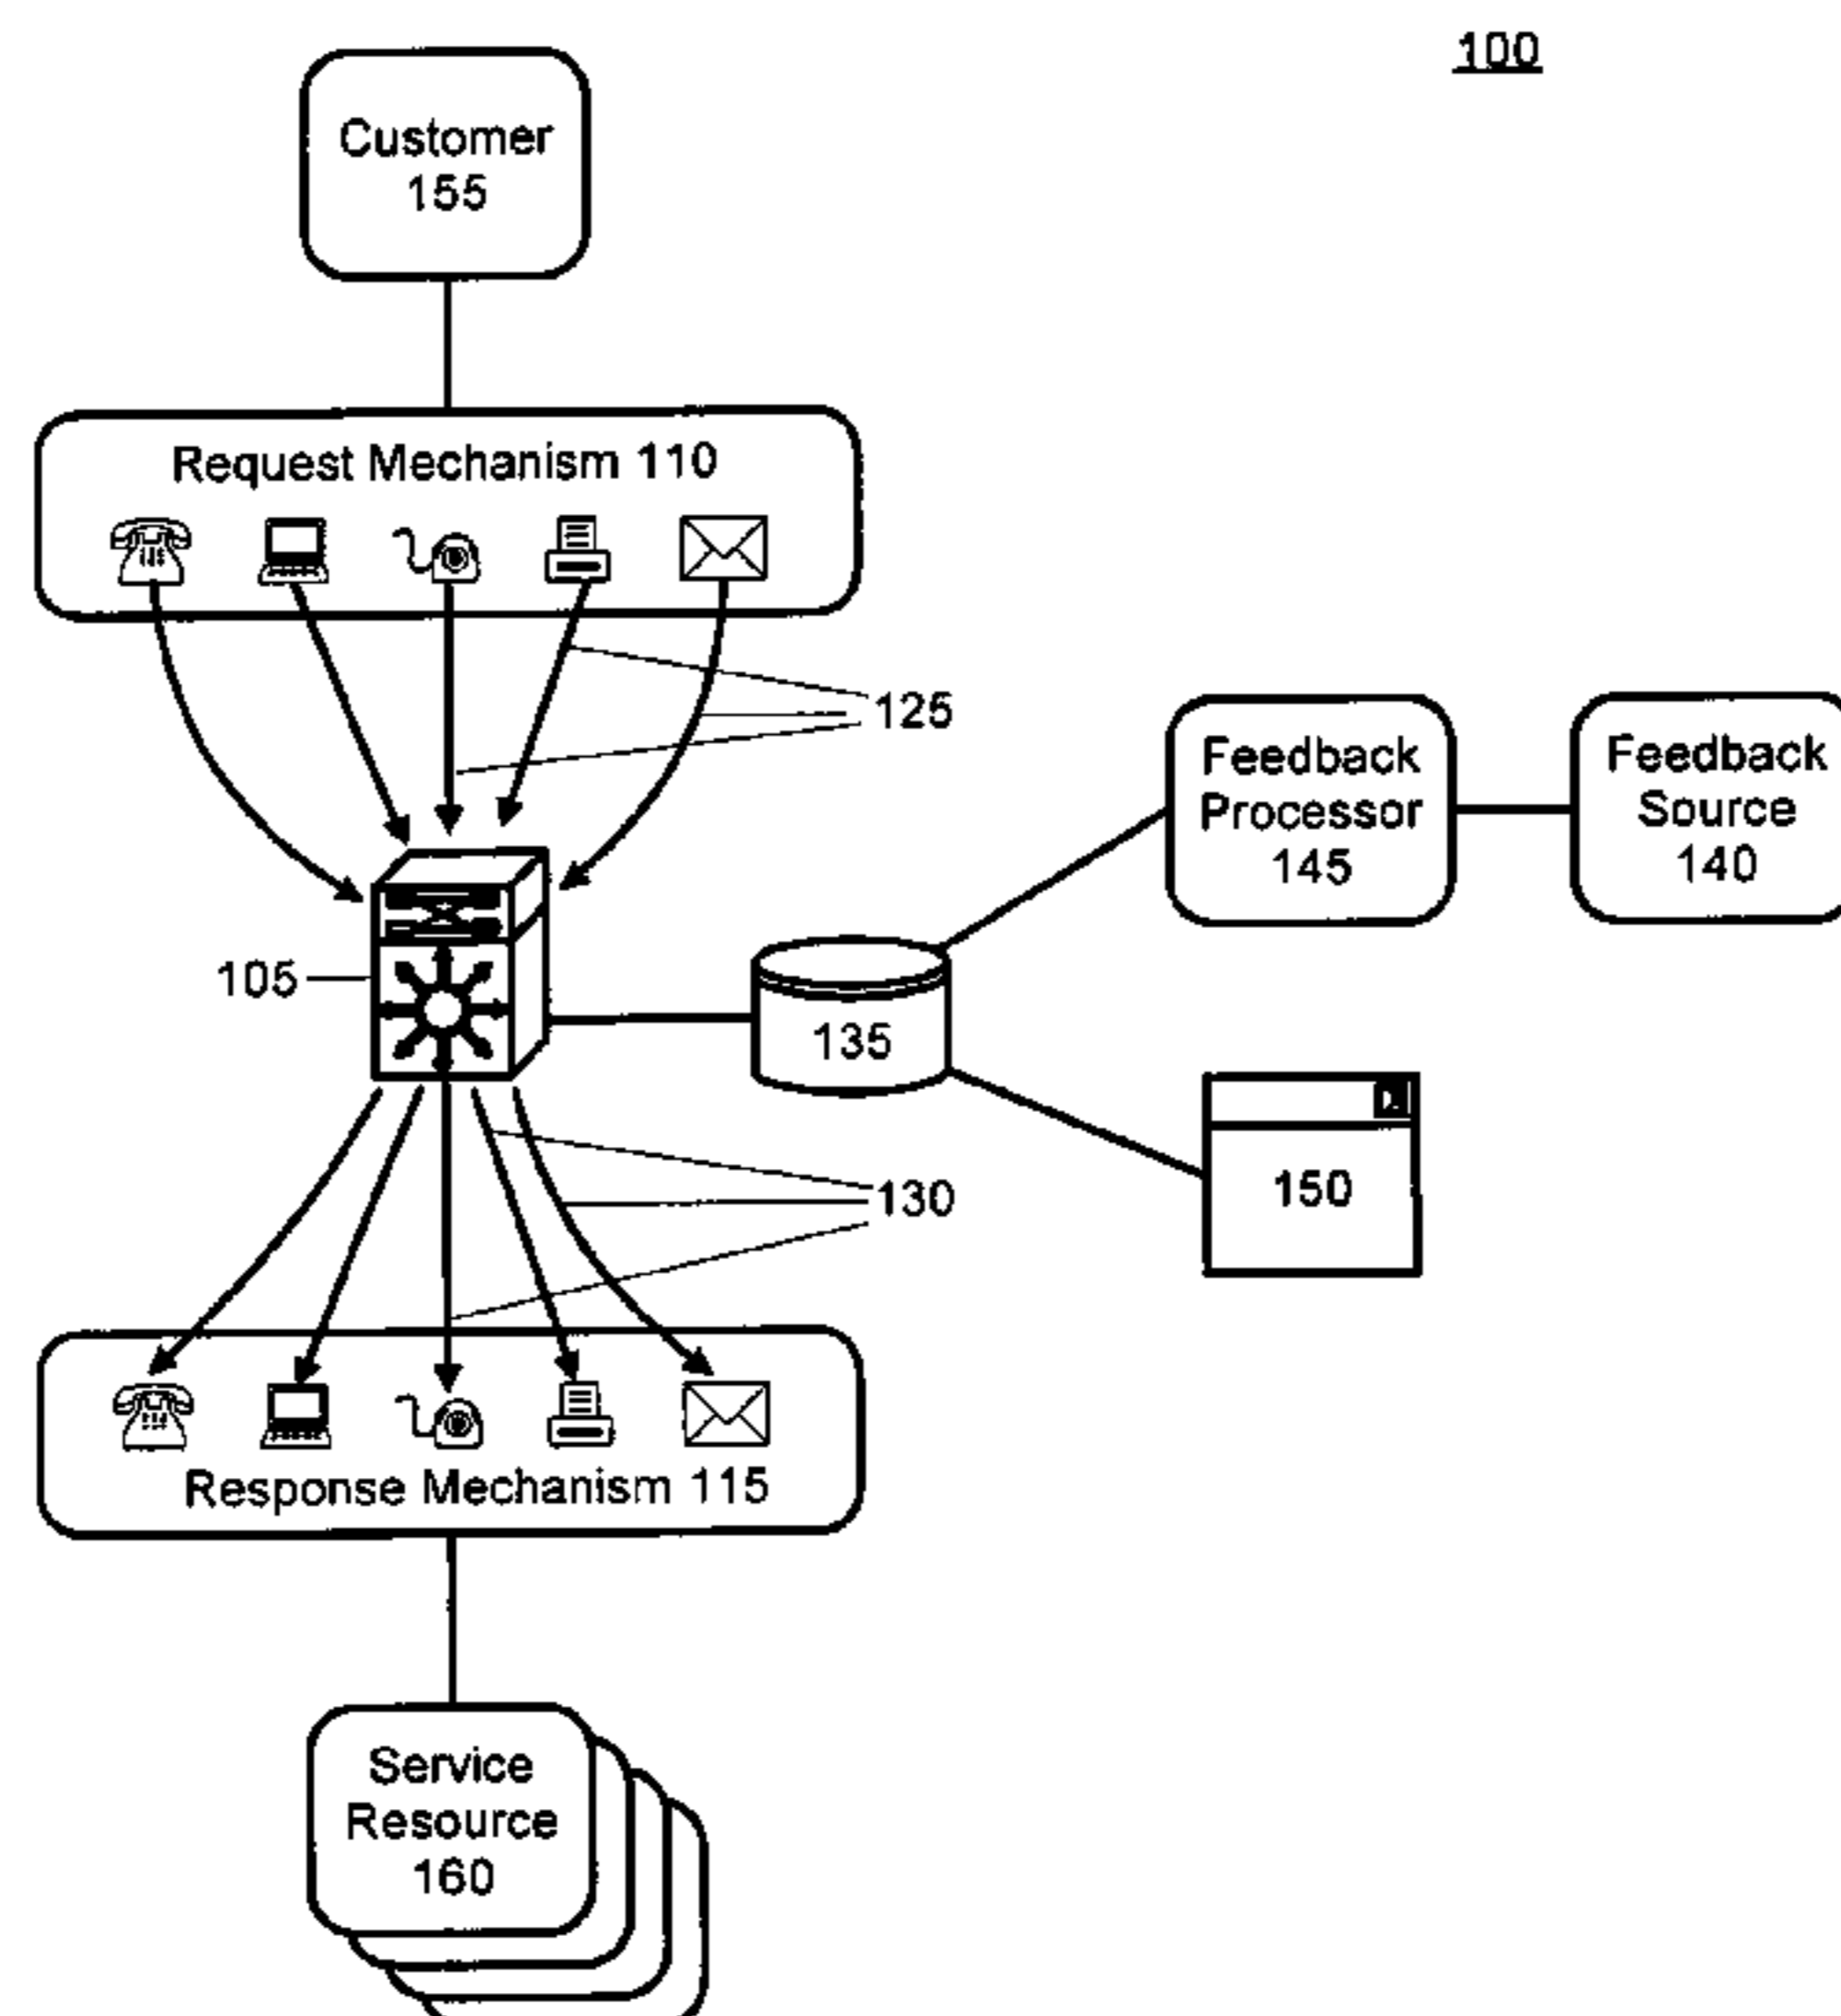 100
Customer
155
Request Mechanism 110
125
Feedback
Processor
145
Feedback
Source
140
105
135
150
130
Response Mechanism 115
Service
Resource
160